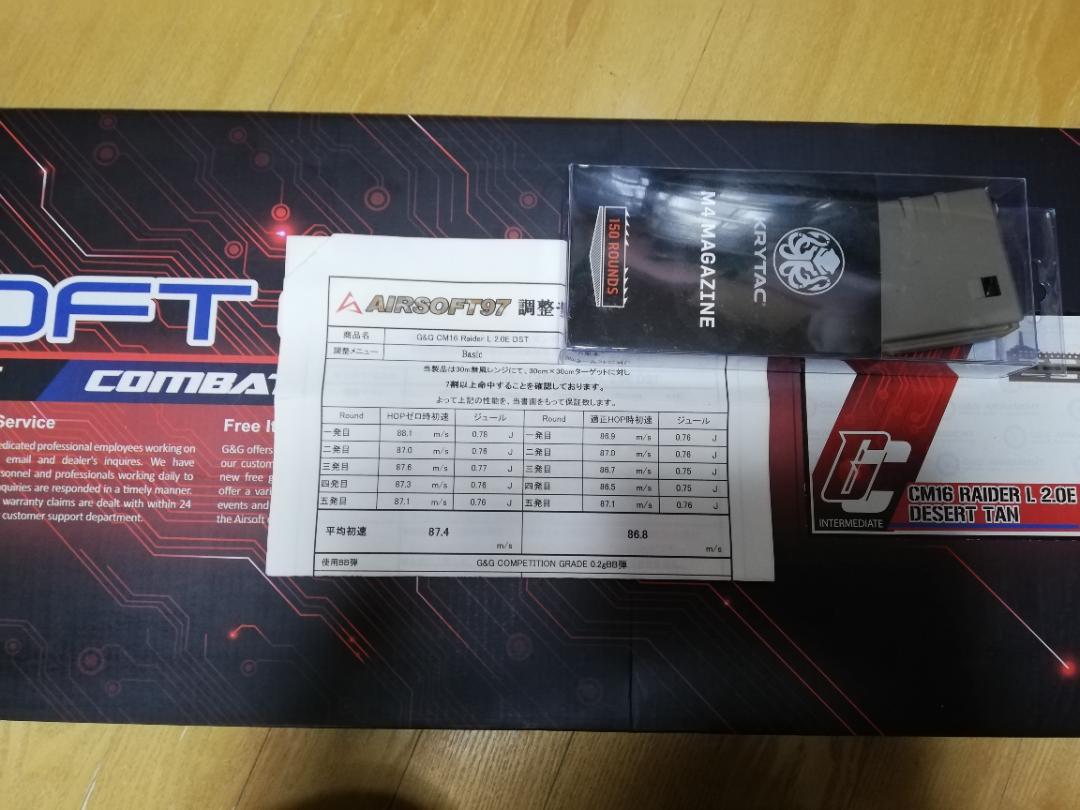 OFT
COMBAT
Service
edicated professional employees working on
email and dealer's inquires. We have
rsonnel and professionals working daily to
nquiries are responded in a timely manner.
warranty claims are dealt with within 24
customer support department.
Free
G&G offers
our custom
new free
offer a vari
events and
the Airsoft
AIRSOFT97 調整
商品名 G&G CM16 Raider L 2.0E DST
調整メニュー Basic
当製品は30m無風レンジにて、30cm×30cmターゲットに対し
7割以上命中することを確認しております。
よって上記の性能を、当書面をもって保証致します。
Round HOPゼロ時初速 ジュール Round 適正HOP時初速 ジュール
一発目 88.1 m/s 0.78 J 一発目 86.9 m/s 0.76 J
二発目 87.0 m/s 0.76 J 二発目 87.0 m/s 0.76 J
三発目 87.6 m/s 0.77 J 三発目 86.7 m/s 0.75 J
四発目 87.3 m/s 0.76 J 四発目 86.5 m/s 0.75 J
五発目 87.1 m/s 0.76 J 五発目 87.1 m/s 0.76 J
平均初速 87.4 m/s 86.8 m/s
使用BB弾 G&G COMPETITION GRADE 0.2gBB弾
150 ROUNDS
M4 MAGAZINE
KRYTAC
GC
INTERMEDIATE
CM16 RAIDER L 2.0E
DESERT TAN